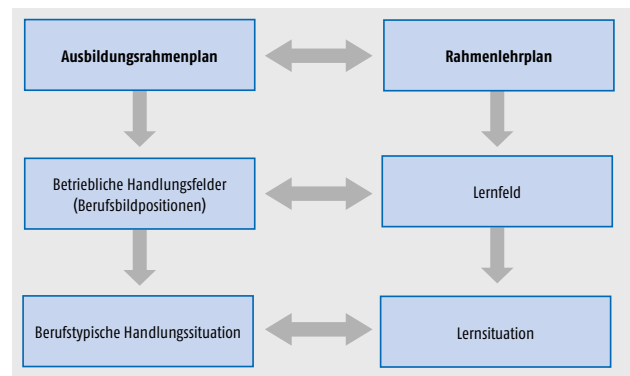 Ausbildungsrahmenplan
Rahmenlehrplan
Betriebliche Handlungsfelder
(Berufsbildpositionen)
Lernfeld
Berufstypische Handlungssituation
Lernsituation